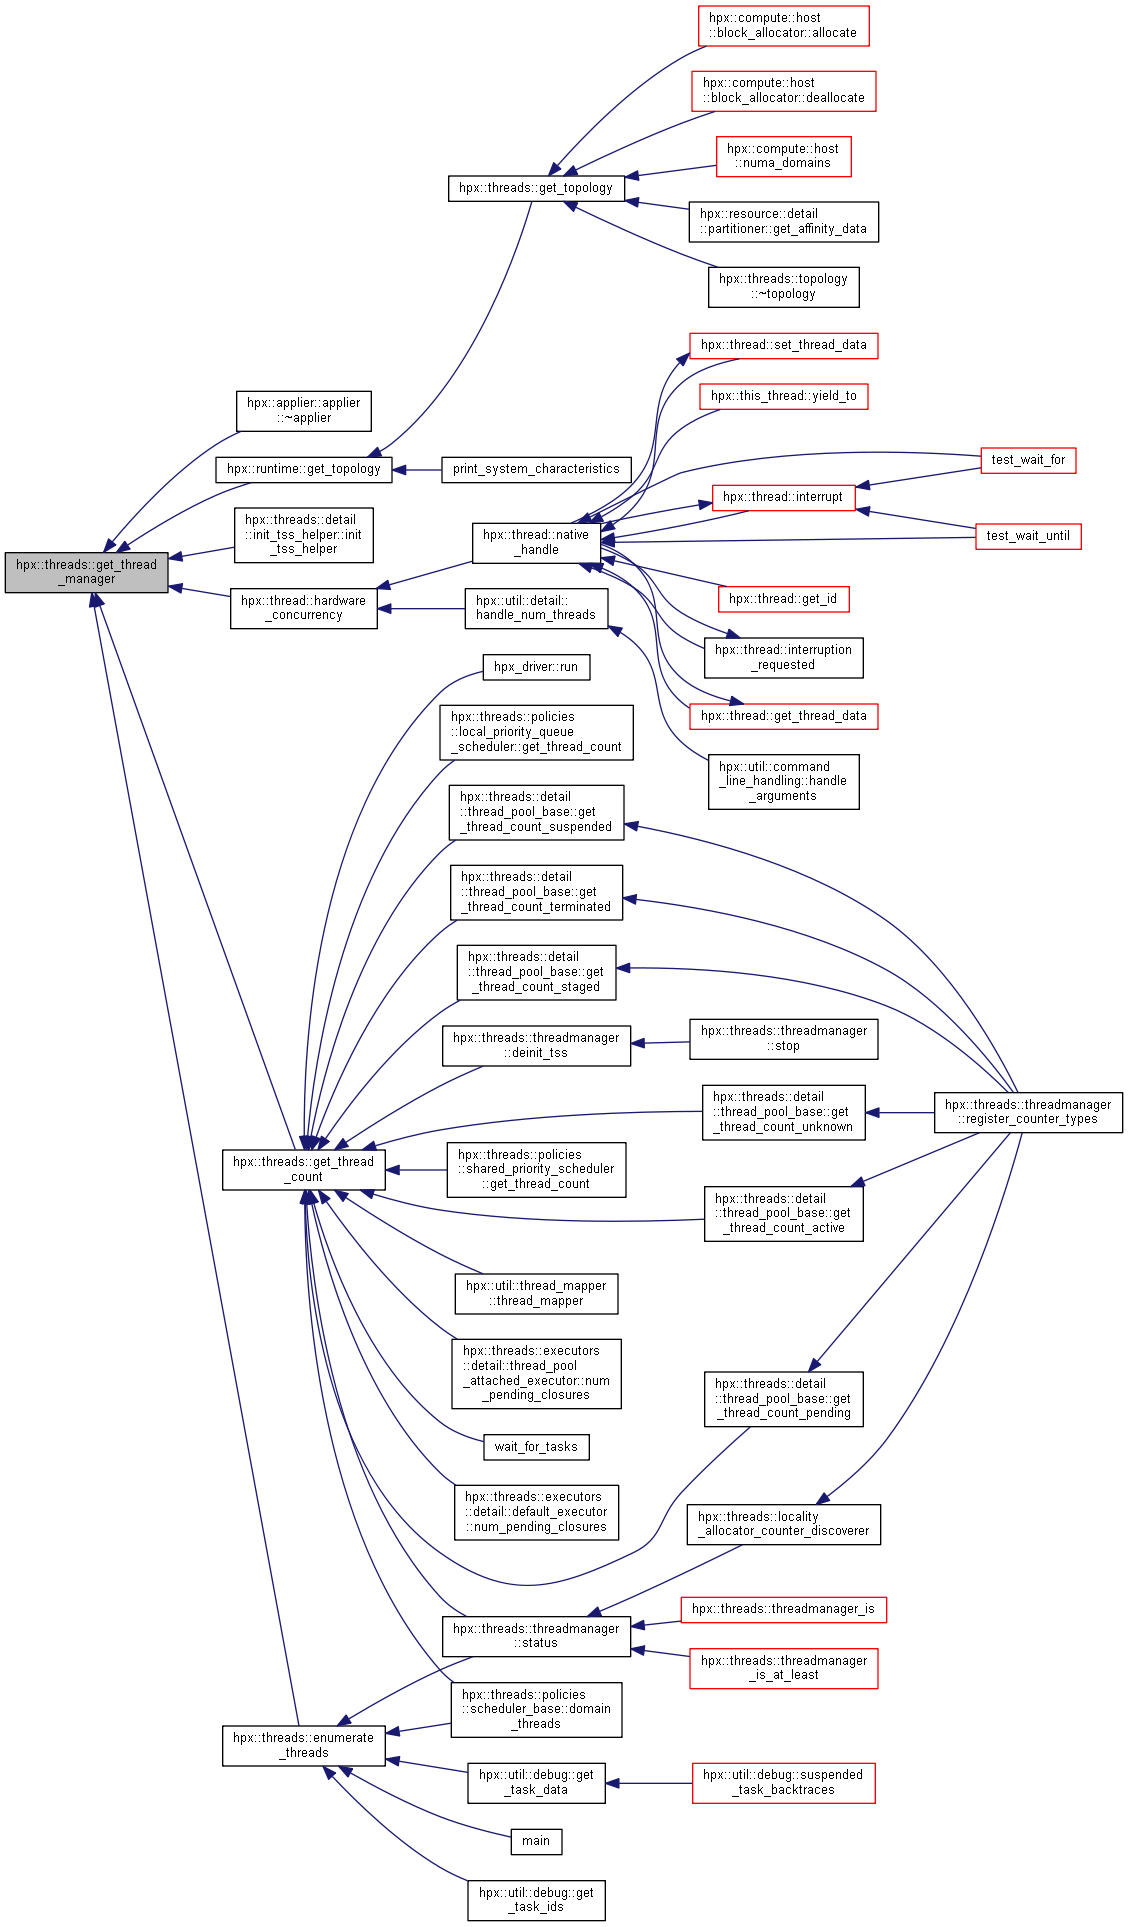 hpx::compute::host
::block_allocator::allocate
hpx::compute::host
::block_allocator::deallocate
hpx::compute::host
::numa_domains
hpx::threads::get_topology
hpx::resource::detail
::partitioner::get_affinity_data
hpx::threads::topology
::~topology
hpx::thread::set_thread_data
hpx::applier::applier
::~applier
hpx::this_thread::yield_to
hpx::runtime::get_topology
print_system_characteristics
test_wait_for
hpx::thread::interrupt
hpx::threads::detail
::init_tss_helper::init
_tss_helper
hpx::thread::native
_handle
test_wait_until
hpx::threads::get_thread
_manager
hpx::thread::hardware
_concurrency
hpx::util::detail::
handle_num_threads
hpx::thread::get_id
hpx::thread::interruption
_requested
hpx_driver::run
hpx::threads::policies
::local_priority_queue
_scheduler::get_thread_count
hpx::thread::get_thread_data
hpx::util::command
_line_handling::handle
_arguments
hpx::threads::detail
::thread_pool_base::get
_thread_count_suspended
hpx::threads::detail
::thread_pool_base::get
_thread_count_terminated
hpx::threads::detail
::thread_pool_base::get
_thread_count_staged
hpx::threads::threadmanager
::deinit_tss
hpx::threads::threadmanager
::stop
hpx::threads::detail
::thread_pool_base::get
_thread_count_unknown
hpx::threads::threadmanager
::register_counter_types
hpx::threads::get_thread
_count
hpx::threads::policies
::shared_priority_scheduler
::get_thread_count
hpx::threads::detail
::thread_pool_base::get
_thread_count_active
hpx::util::thread_mapper
::thread_mapper
hpx::threads::executors
::detail::thread_pool
_attached_executor::num
_pending_closures
hpx::threads::detail
::thread_pool_base::get
_thread_count_pending
wait_for_tasks
hpx::threads::executors
::detail::default_executor
::num_pending_closures
hpx::threads::locality
_allocator_counter_discoverer
hpx::threads::threadmanager_is
hpx::threads::threadmanager
::status
hpx::threads::threadmanager
_is_at_least
hpx::threads::policies
::scheduler_base::domain
_threads
hpx::threads::enumerate
_threads
hpx::util::debug::get
_task_data
hpx::util::debug::suspended
_task_backtraces
main
hpx::util::debug::get
_task_ids